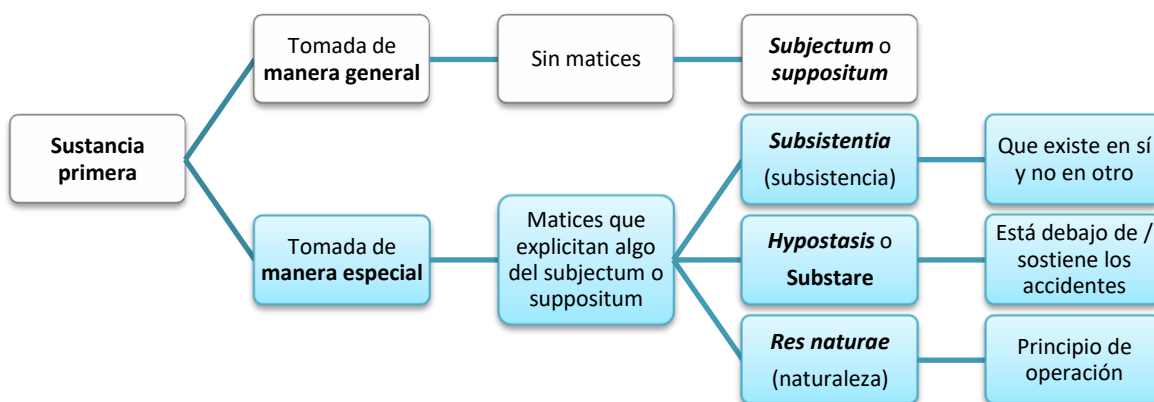 Sustancia
primera
Tomada de
manera general
Sin matices
Subjectum o
suppositum
Tomada de
manera especial
Matices que
explicitan algo
del subjectum o
suppositum
Subsistentia
(subsistencia)
Que existe en sí
y no en otro
Hypostasis o
Substare
Está debajo de /
sostiene los
accidentes
Res naturae
(naturaleza)
Principio de
operación